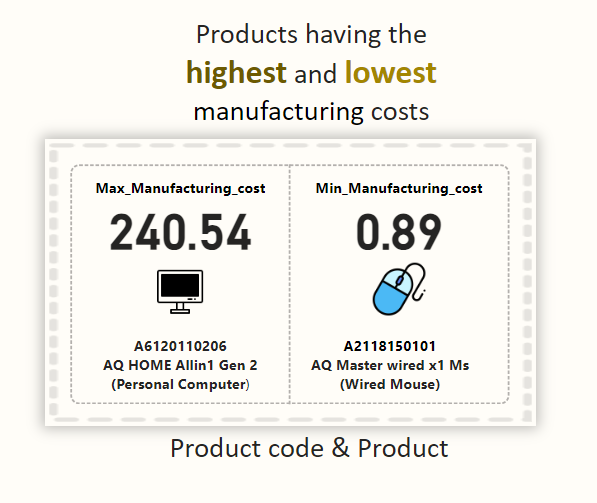 Products having the
highest and lowest
manufacturing costs
Max_Manufacturing_cost
240.54
A6120110206
AQ HOME Allin1 Gen 2
(Personal Computer)
Min_Manufacturing_cost
0.89
A2118150101
AQ Master wired x1 Ms
(Wired Mouse)
Product code & Product